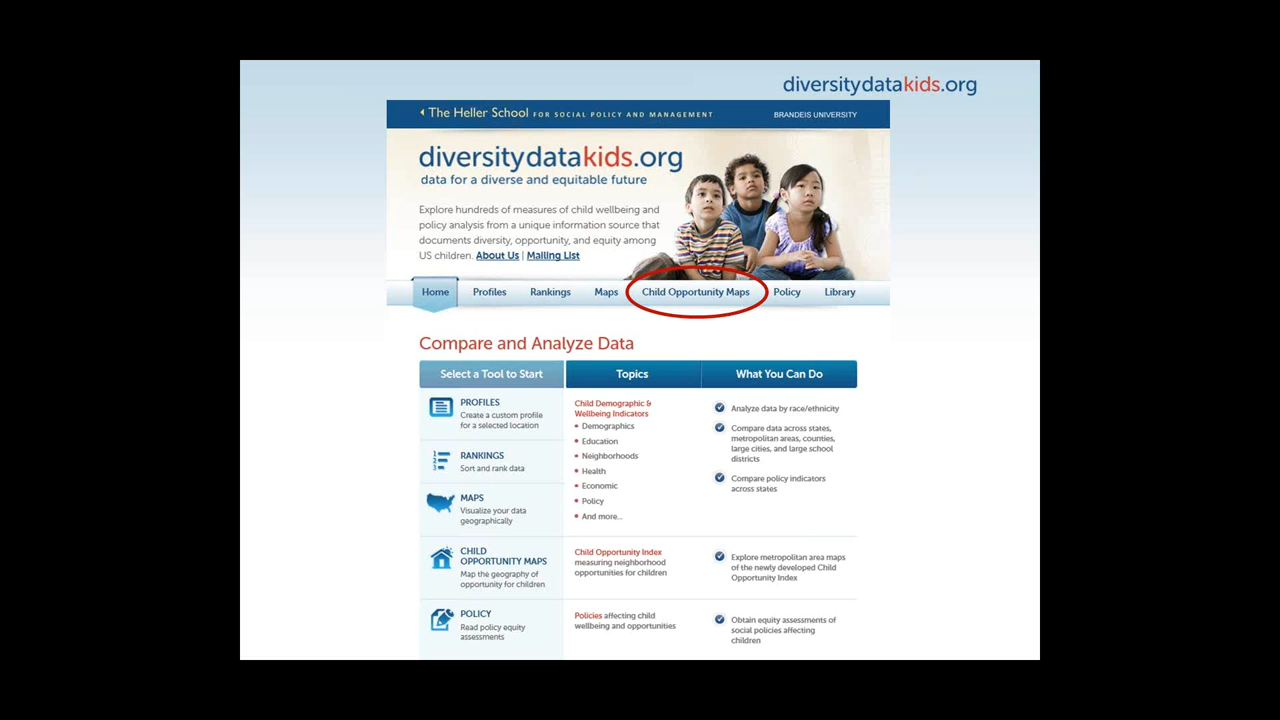 diversitydatakids.org
The Heller School FOR SOCIAL POLICY AND MANAGEMENT
BRANDEIS UNIVERSITY
diversitydatakids.org
data for a diverse and equitable future
Explore hundreds of measures of child wellbeing and
policy analysis from a unique information source that
documents diversity, opportunity, and equity among
US children. About Us | Mailing List
Home
Profiles
Rankings
Maps
Child Opportunity Maps
Policy
Library
Compare and Analyze Data
Select a Tool to Start
Topics
What You Can Do
PROFILES
Create a custom profile
for a selected location
1
2
3
RANKINGS
Sort and rank data
MAPS
Visualize your data
geographically
Child Demographic &
Wellbeing Indicators
• Demographics
• Education
• Neighborhoods
• Health
• Economic
• Policy
• And more...
Analyze data by race/ethnicity
Compare data across states,
metropolitan areas, counties,
large cities, and large school
districts
Compare policy indicators
across states
CHILD
OPPORTUNITY MAPS
Map the geography of
opportunity for children
Child Opportunity Index
measuring neighborhood
opportunities for children
Explore metropolitan area maps
of the newly developed Child
Opportunity Index
POLICY
Read policy equity
assessments
Policies affecting child
wellbeing and opportunities
Obtain equity assessments of
social policies affecting
children